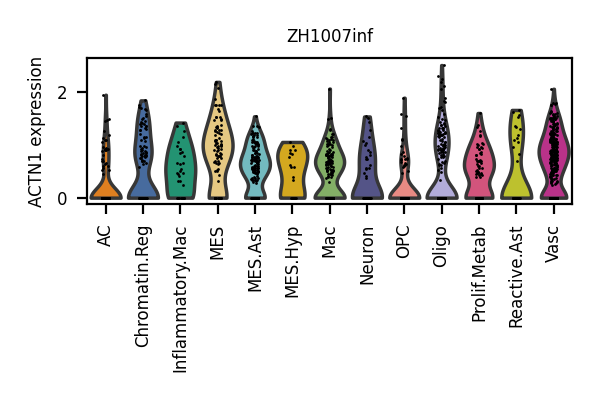 ZH1007inf
ACTN1 expression
2
0
AC
Chromatin.Reg
Inflammatory.Mac
MES
MES.Ast
MES.Hyp
Mac
Neuron
OPC
Oligo
Prolif.Metab
Reactive.Ast
Vasc